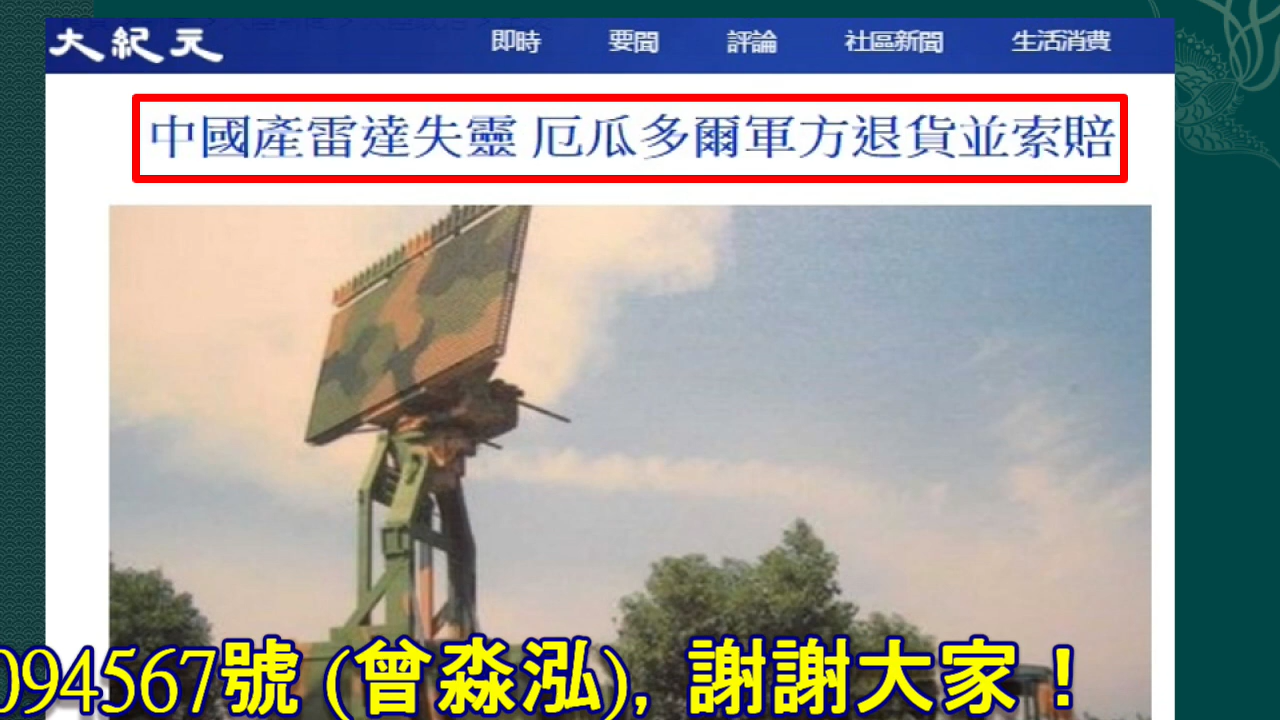 大紀元
即時 要聞 評論 社區新聞 生活消費
中國產雷達失靈 厄瓜多爾軍方退貨並索賠
094567號 (曾淼泓), 謝謝大家！